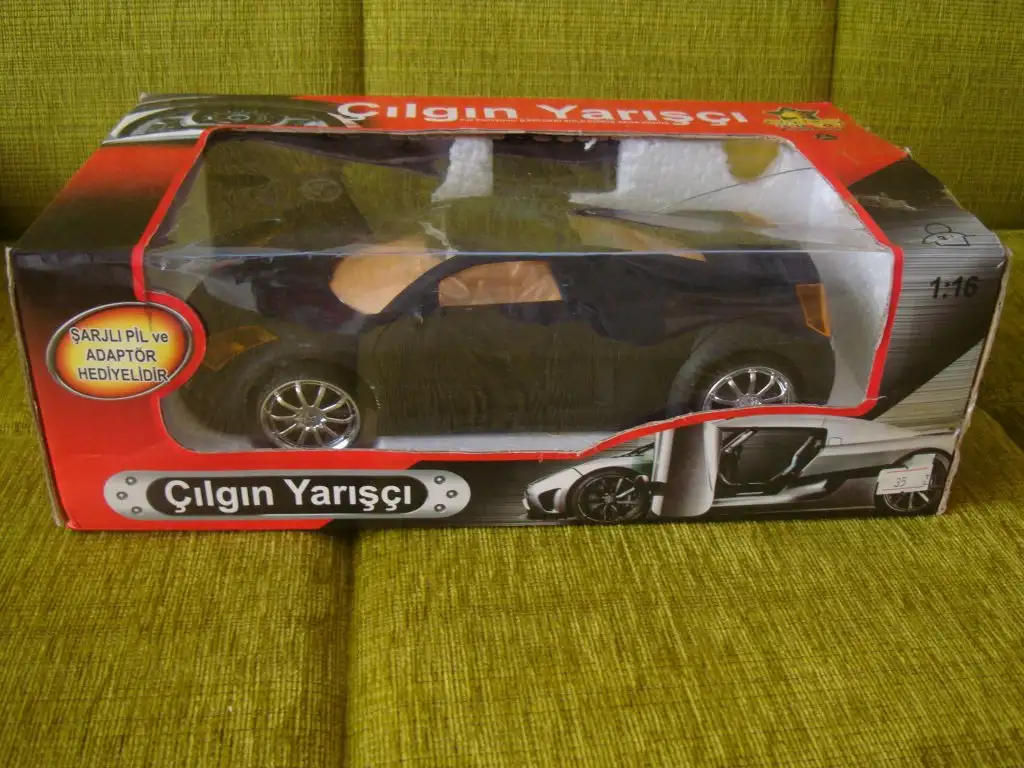 Çılgın Yarışçı
1:16
ŞARJLI PİL ve
ADAPTÖR
HEDİYELİDİR
Çılgın Yarışçı
35